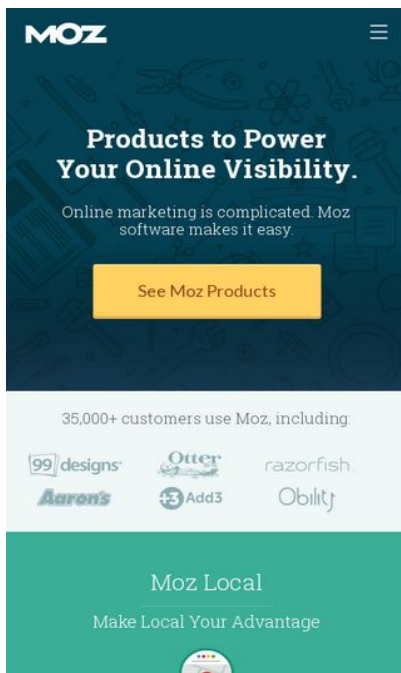 MOZ
Products to Power
Your Online Visibility.
Online marketing is complicated. Moz
software makes it easy.
See Moz Products
35,000+ customers use Moz, including:
99designs
Otter
razorfish
Aaron's
+3 Add3
Obility
Moz Local
Make Local Your Advantage